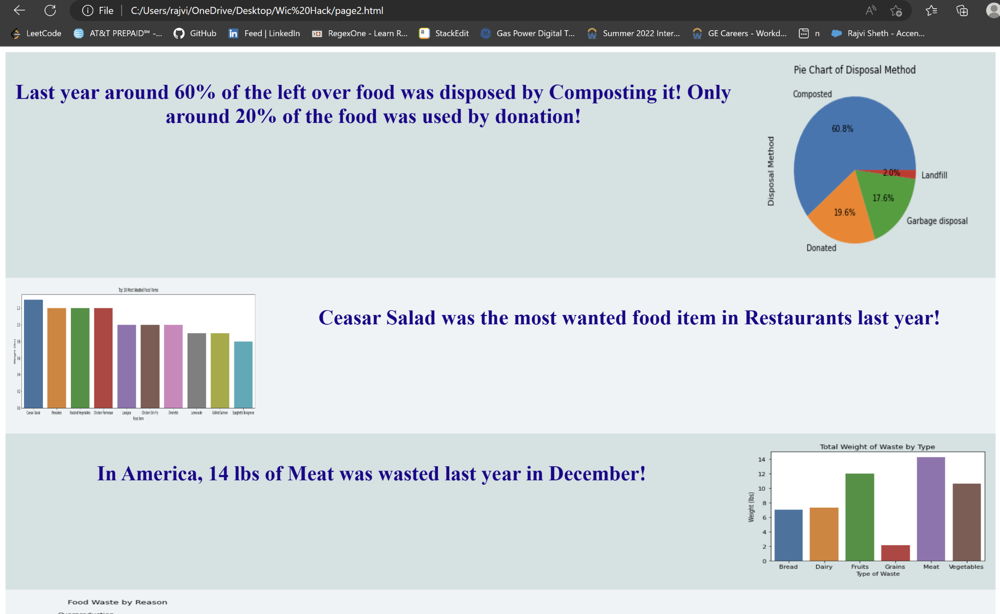 File
C:/Users/rajvi/OneDrive/Desktop/Wic%20Hack/page2.html
LeetCode
AT&T PREPAID℠ -...
GitHub
Feed | LinkedIn
RegexOne - Learn R...
StackEdit
Gas Power Digital T...
Summer 2022 Inter...
GE Careers - Workd...
n
Rajvi Sheth - Accen...
Last year around 60% of the left over food was disposed by Composting it! Only
around 20% of the food was used by donation!
Pie Chart of Disposal Method
Composted
60.8%
Disposal Method
2.0%
Landfill
17.6%
19.6%
Garbage disposal
Donated
Top 10 Most Wasted Food Items
Weight (lbs)
1.2
1.0
0.8
0.6
0.4
0.2
0.0
Caesar Salad
Pancakes
Roasted Vegetables
Chicken Parmesan
Lasagna
Chicken Stir-Fry
Omelette
Lemonade
Grilled Salmon
Spaghetti Bolognese
Food Item
Ceasar Salad was the most wanted food item in Restaurants last year!
In America, 14 lbs of Meat was wasted last year in December!
Total Weight of Waste by Type
Weight (lbs)
14
12
10
8
6
4
2
0
Bread
Dairy
Fruits
Grains
Meat
Vegetables
Type of Waste
Food Waste by Reason